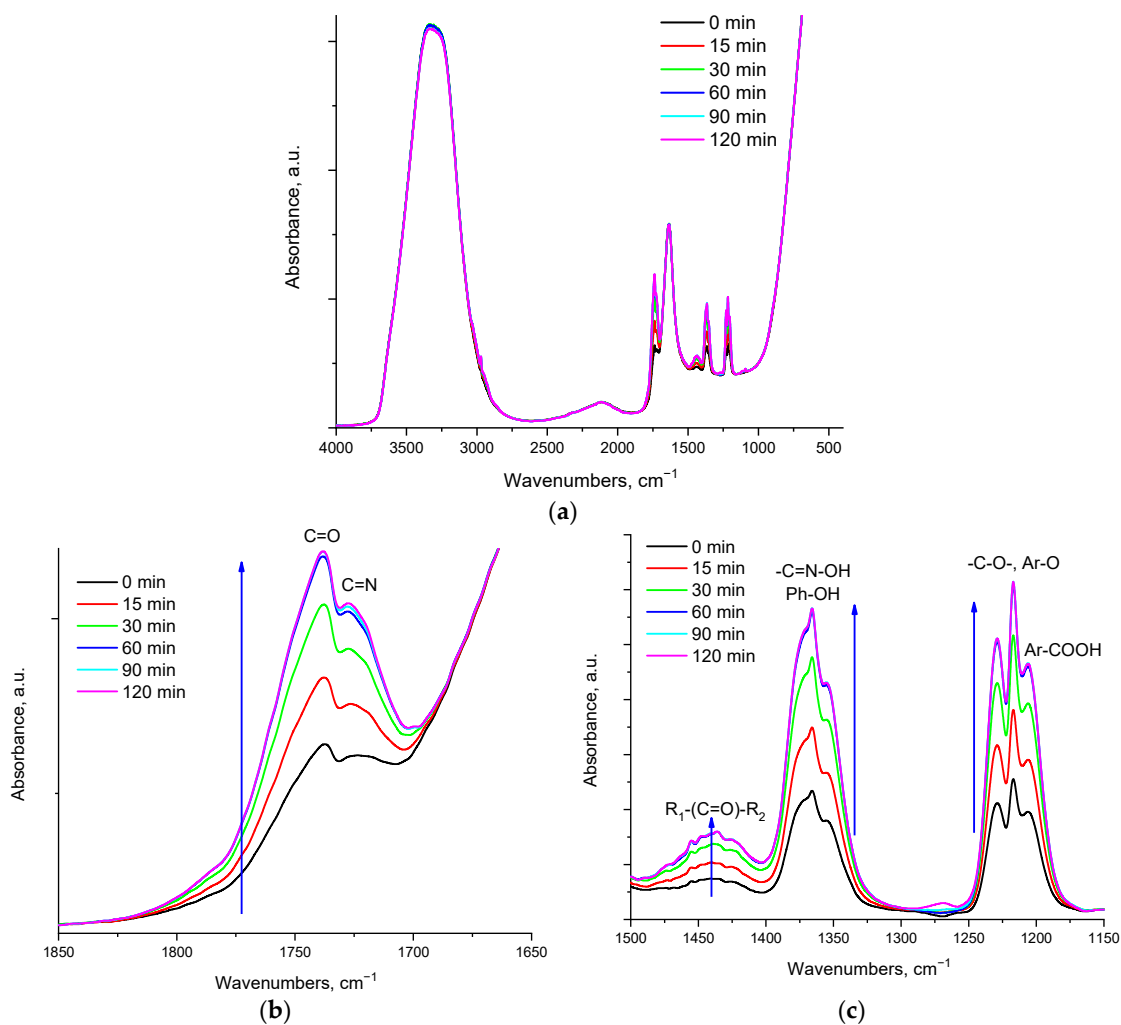 0 min
15 min
30 min
60 min
90 min
120 min
Absorbance, a.u.
4000 3500 3000 2500 2000 1500 1000 500
Wavenumbers, cm⁻¹
(a)
C=O
C=N
0 min
15 min
30 min
60 min
90 min
120 min
Absorbance, a.u.
1850 1800 1750 1700 1650
Wavenumbers, cm⁻¹
(b)
0 min
15 min
30 min
60 min
90 min
120 min
-C=N-OH
Ph-OH
-C-O-, Ar-O
Ar-COOH
R₁-(C=O)-R₂
Absorbance, a.u.
1500 1450 1400 1350 1300 1250 1200 1150
Wavenumbers, cm⁻¹
(c)